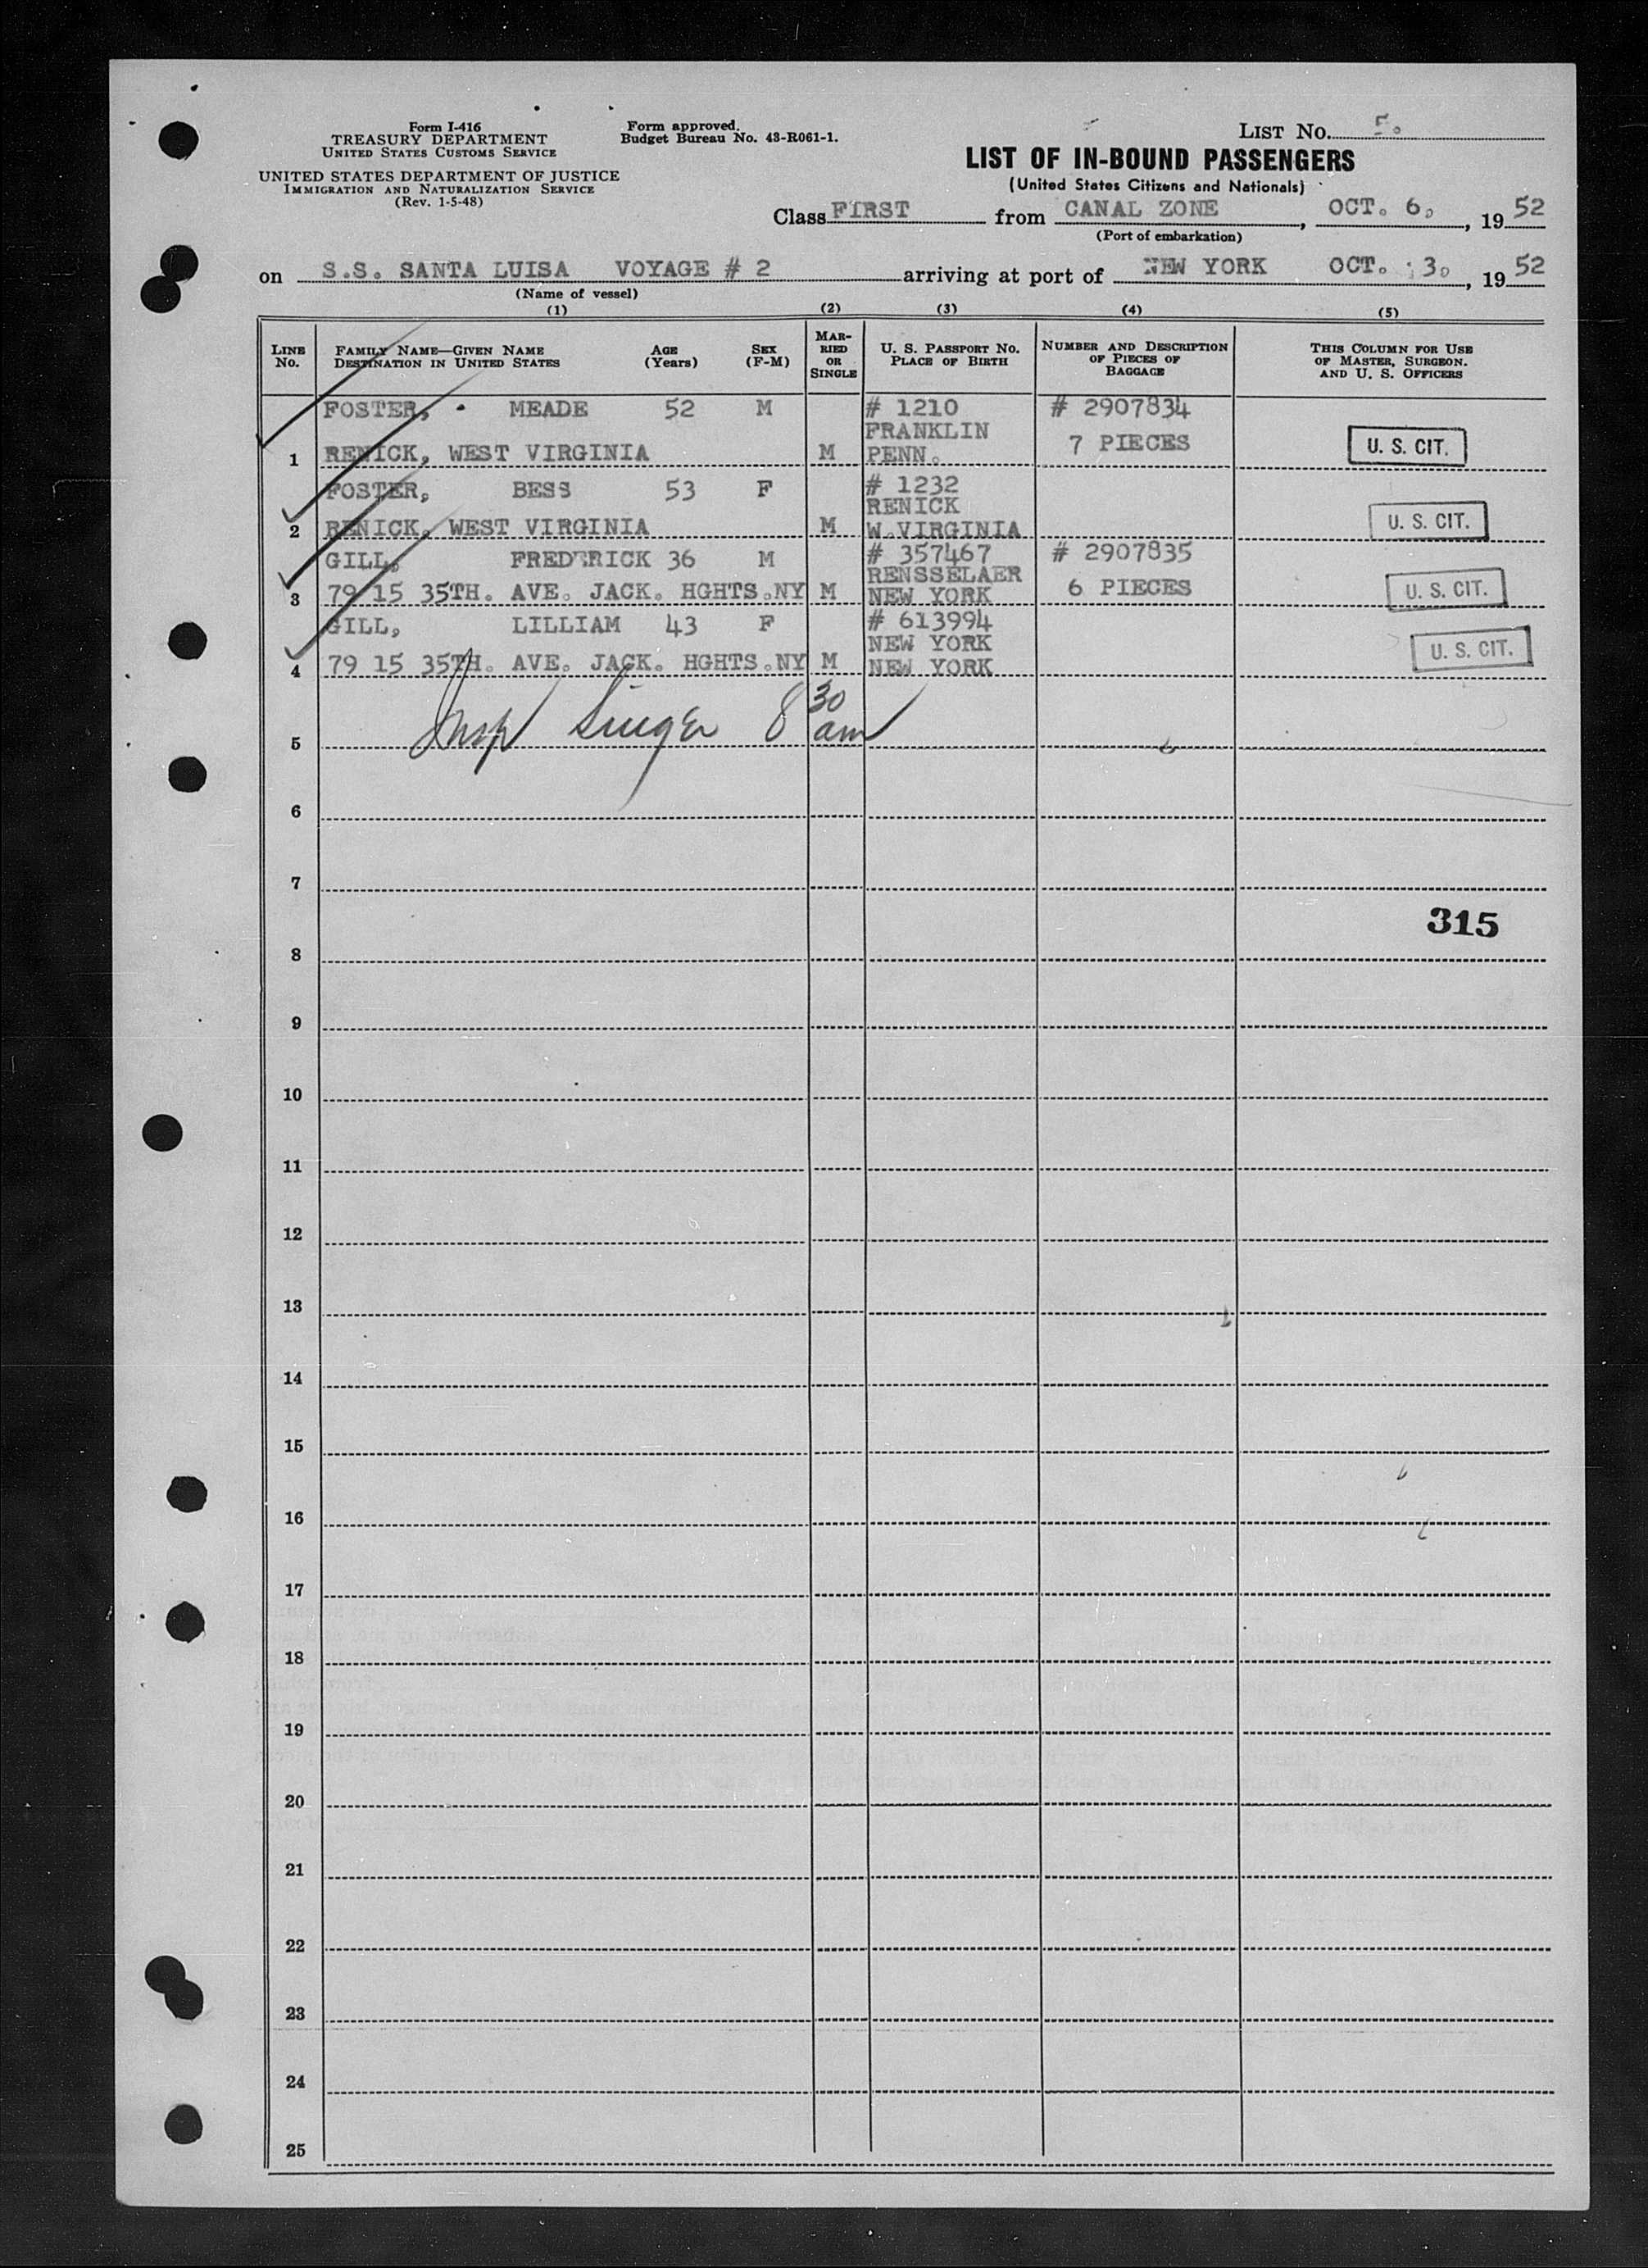 Form I-416
TREASURY DEPARTMENT
UNITED STATES CUSTOMS SERVICE
UNITED STATES DEPARTMENT OF JUSTICE
IMMIGRATION AND NATURALIZATION SERVICE
(Rev. 1-5-48)
Form approved.
Budget Bureau No. 43-R061-1.
LIST No. 5.
LIST OF IN-BOUND PASSENGERS
(United States Citizens and Nationals)
Class FIRST from CANAL ZONE, OCT. 6, 1952
(Port of embarkation)
on S.S. SANTA LUISA VOYAGE # 2 arriving at port of NEW YORK OCT. 3. , 1952
(Name of vessel)
(1) (2) (3) (4) (5)
LINE No. FAMILY NAME—GIVEN NAME DESTINATION IN UNITED STATES AGE (Years) SEX (F-M) MARRIED OR SINGLE U. S. PASSPORT No. PLACE OF BIRTH NUMBER AND DESCRIPTION OF PIECES OF BAGGAGE THIS COLUMN FOR USE OF MASTER, SURGEON. AND U. S. OFFICERS
FOSTER, MEADE 52 M # 1210 # 2907834
FRANKLIN
1 RENICK, WEST VIRGINIA M PENN. 7 PIECES U. S. CIT.
FOSTER, BESS 53 F # 1232
RENICK
2 RENICK, WEST VIRGINIA M W.VIRGINIA U. S. CIT.
GILL, FREDERICK 36 M # 357467 # 2907835
RENSSELAER
3 79 15 35TH. AVE. JACK. HGHTS.NY M NEW YORK 6 PIECES U. S. CIT.
GILL, LILLIAM 43 F # 613994
NEW YORK
4 79 15 35TH. AVE. JACK. HGHTS.NY M NEW YORK U. S. CIT.
5 Insp Singer 8 30 am
6
7
315
8
9
10
11
12
13
14
15
16
17
18
19
20
21
22
23
24
25